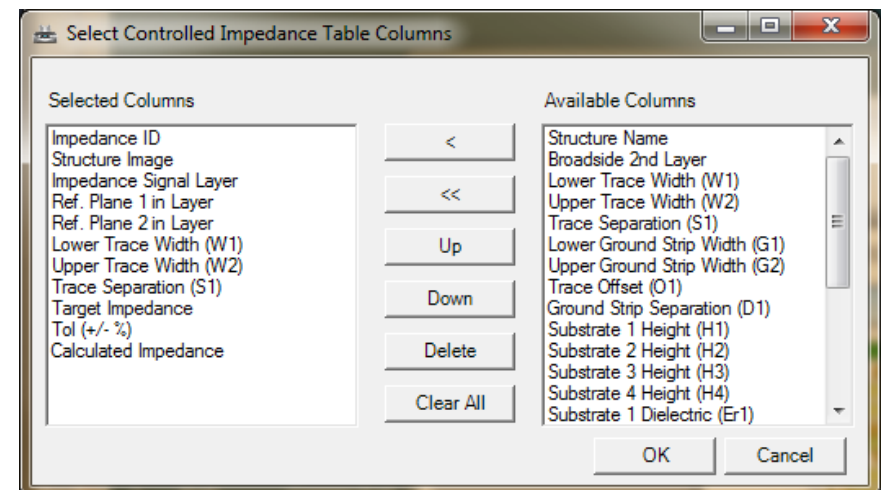 Select Controlled Impedance Table Columns
Selected Columns
Impedance ID
Structure Image
Impedance Signal Layer
Ref. Plane 1 in Layer
Ref. Plane 2 in Layer
Lower Trace Width (W1)
Upper Trace Width (W2)
Trace Separation (S1)
Target Impedance
Tol (+/- %)
Calculated Impedance
<
<<
Up
Down
Delete
Clear All
Available Columns
Structure Name
Broadside 2nd Layer
Lower Trace Width (W1)
Upper Trace Width (W2)
Trace Separation (S1)
Lower Ground Strip Width (G1)
Upper Ground Strip Width (G2)
Trace Offset (O1)
Ground Strip Separation (D1)
Substrate 1 Height (H1)
Substrate 2 Height (H2)
Substrate 3 Height (H3)
Substrate 4 Height (H4)
Substrate 1 Dielectric (Er1)
OK
Cancel